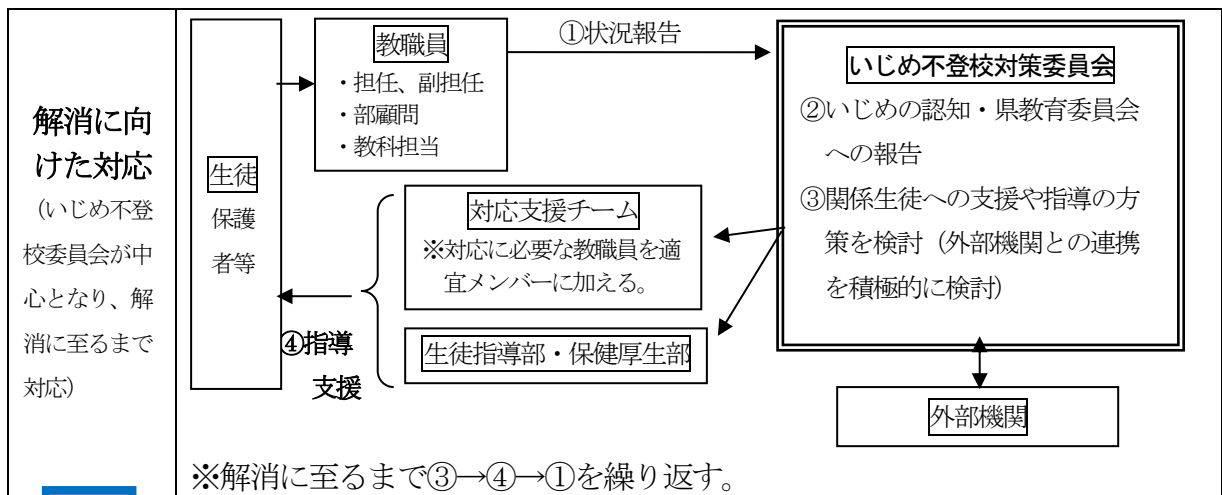 解消に向
けた対応
(いじめ不登
校委員会が中
心となり、解
消に至るまで
対応)
生徒
保護
者等
教職員
・担任、副担任
・部顧問
・教科担当
①状況報告
いじめ不登校対策委員会
②いじめの認知・県教育委員会
への報告
③関係生徒への支援や指導の方
策を検討(外部機関との連携
を積極的に検討)
対応支援チーム
※対応に必要な教職員を適
宜メンバーに加える。
生徒指導部・保健厚生部
④指導
支援
外部機関
※解消に至るまで③→④→①を繰り返す。